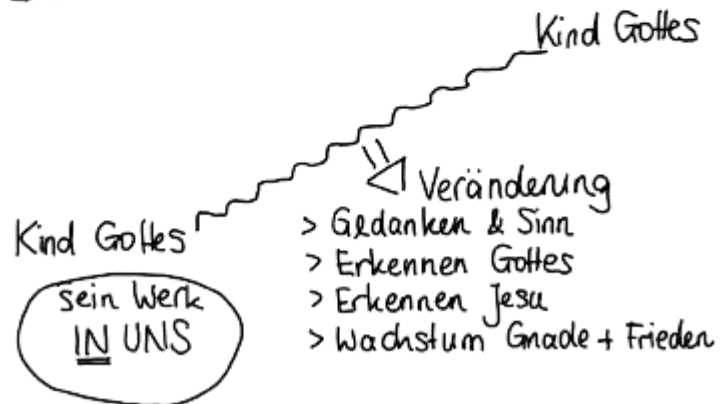 Kind Gottes
Veränderung
> Gedanken & Sinn
> Erkennen Gottes
> Erkennen Jesu
> Wachstum Gnade + Frieden
Kind Gottes
sein Werk
IN UNS